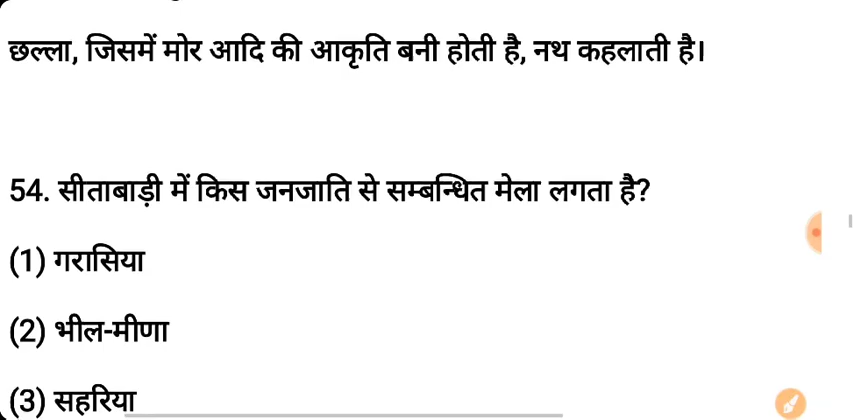 छल्ला, जिसमें मोर आदि की आकृति बनी होती है, नथ कहलाती है।
54. सीताबाड़ी में किस जनजाति से सम्बन्धित मेला लगता है?
(1) गरासिया
(2) भील-मीणा
(3) सहरिया